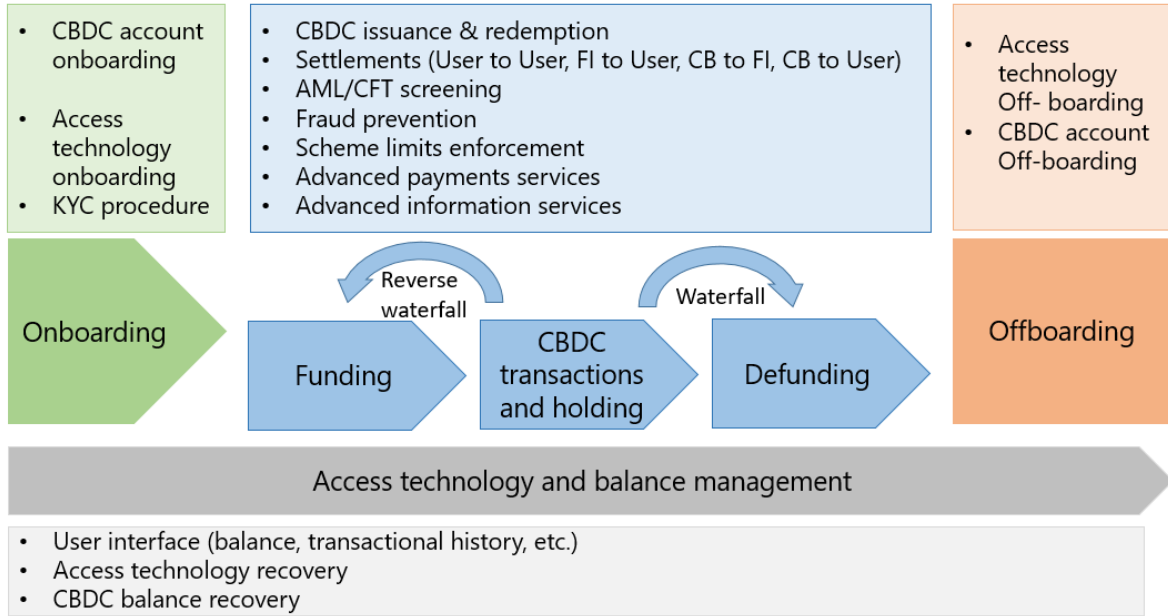 • CBDC account
onboarding
• Access
technology
onboarding
• KYC procedure
• CBDC issuance & redemption
• Settlements (User to User, FI to User, CB to FI, CB to User)
• AML/CFT screening
• Fraud prevention
• Scheme limits enforcement
• Advanced payments services
• Advanced information services
• Access
technology
Off- boarding
• CBDC account
Off-boarding
Onboarding
Reverse
waterfall
Waterfall
Funding
CBDC
transactions
and holding
Defunding
Offboarding
Access technology and balance management
• User interface (balance, transactional history, etc.)
• Access technology recovery
• CBDC balance recovery